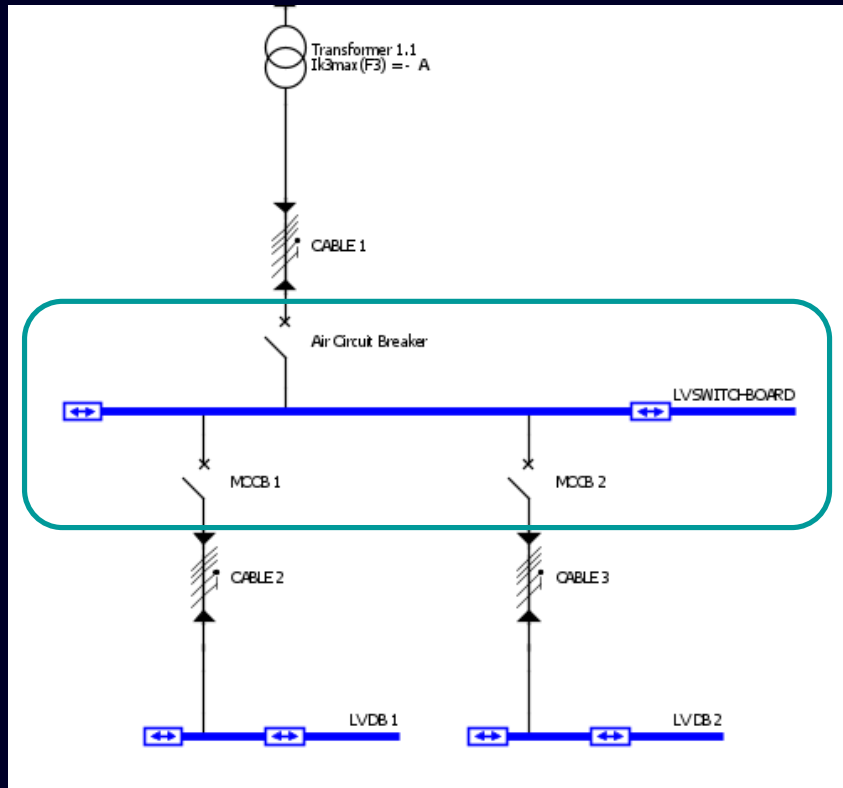 Transformer 1.1
Ik3max(F3) =- A
CABLE 1
Air Circuit Breaker
LVSWITCHBOARD
MCCB 1
MCCB 2
CABLE 2
CABLE 3
LVDB 1
LVDB 2